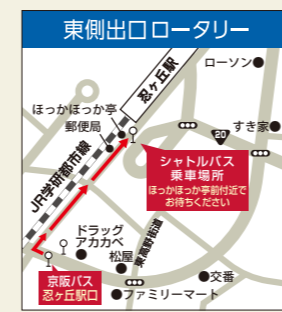 東側出口ロータリー
ローソン
忍ヶ丘駅
ほっかほっか亭
郵便局
20
すき家
JR学研都市線
シャトルバス
乗車場所
ほっかほっか亭前付近で
お待ちください
ドラッグ
アカカベ
松屋
東高野街道
交番
京阪バス
忍ヶ丘駅口
ファミリーマート